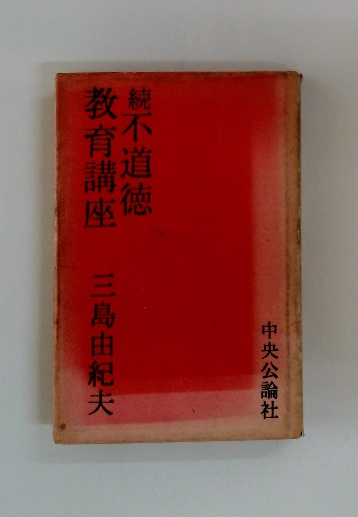 続不道徳
教育講座
三島由紀夫
中央公論社